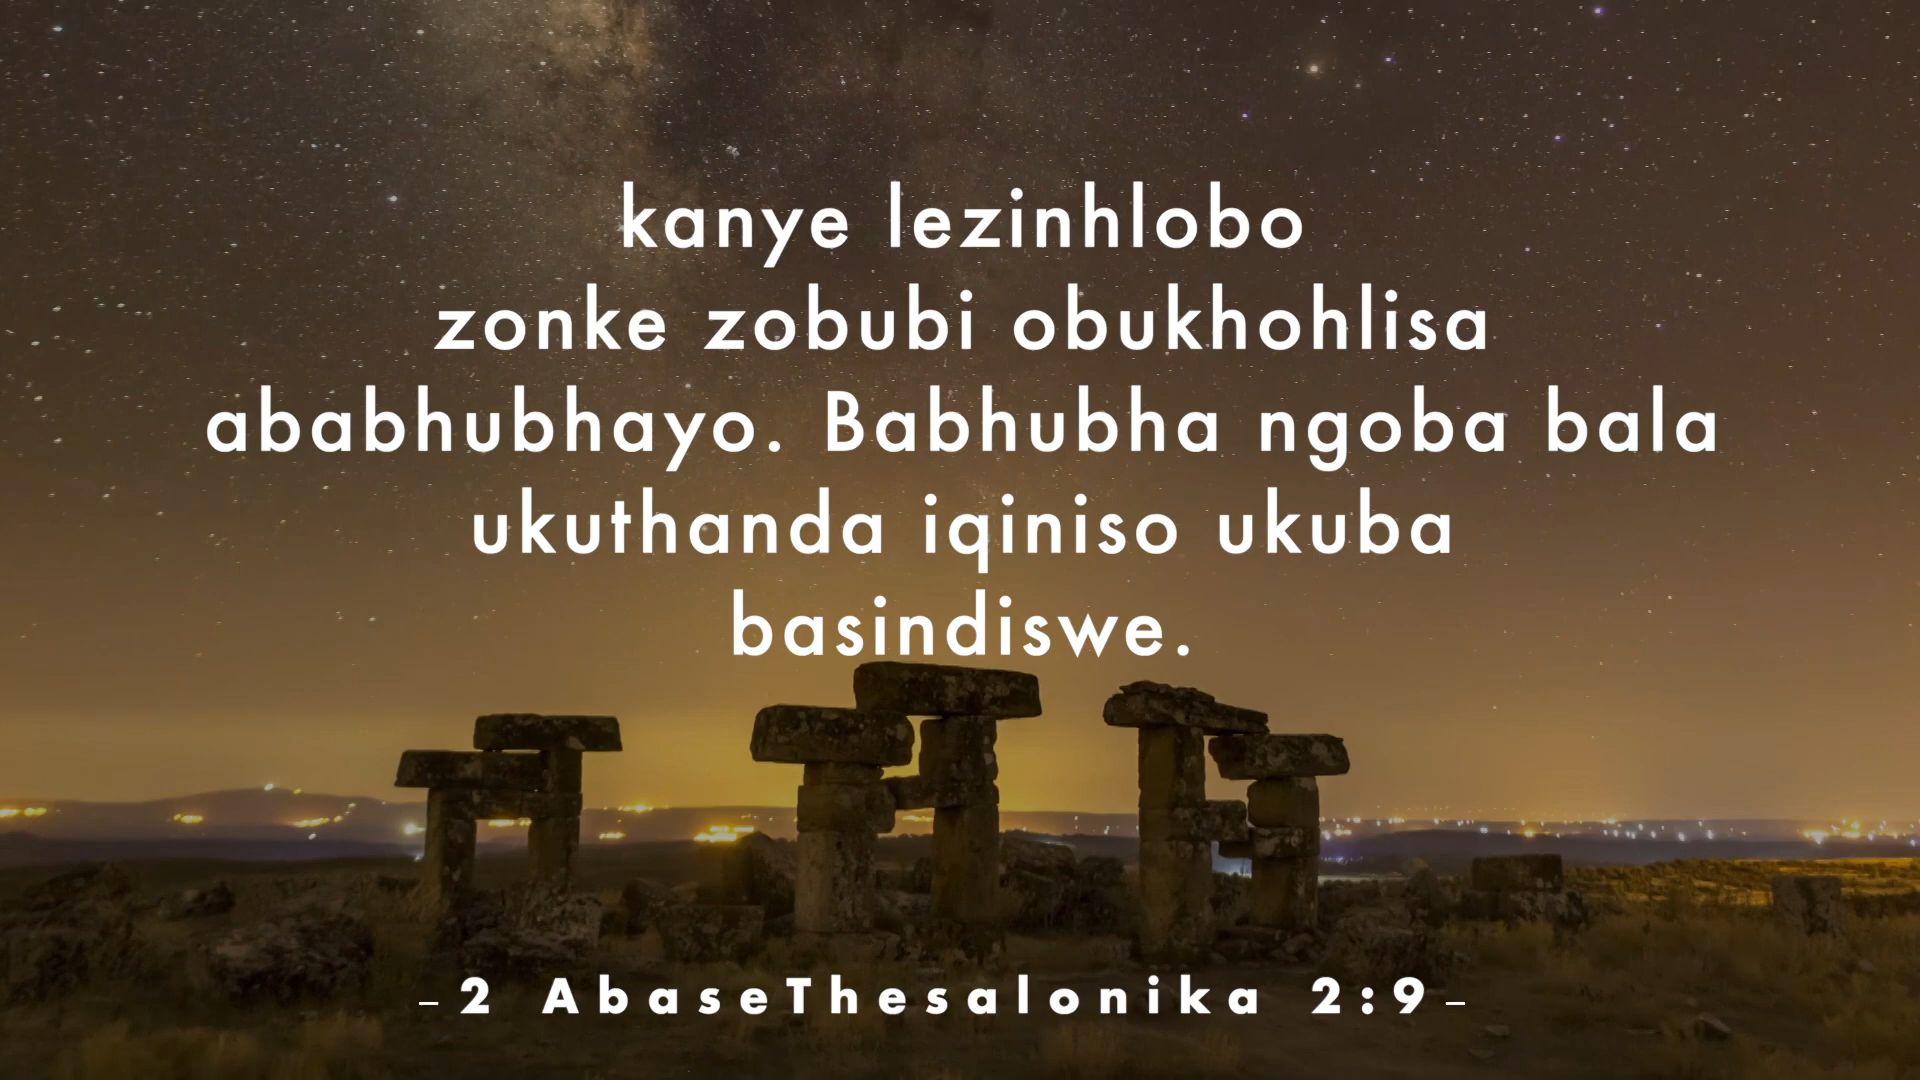 kanye lezinhlobo
zonke zobubi obukhohlisa
ababhubhayo. Babhubha ngoba bala
ukuthanda iqiniso ukuba
basindiswe.
– 2 AbaseThesalonika 2:9 –